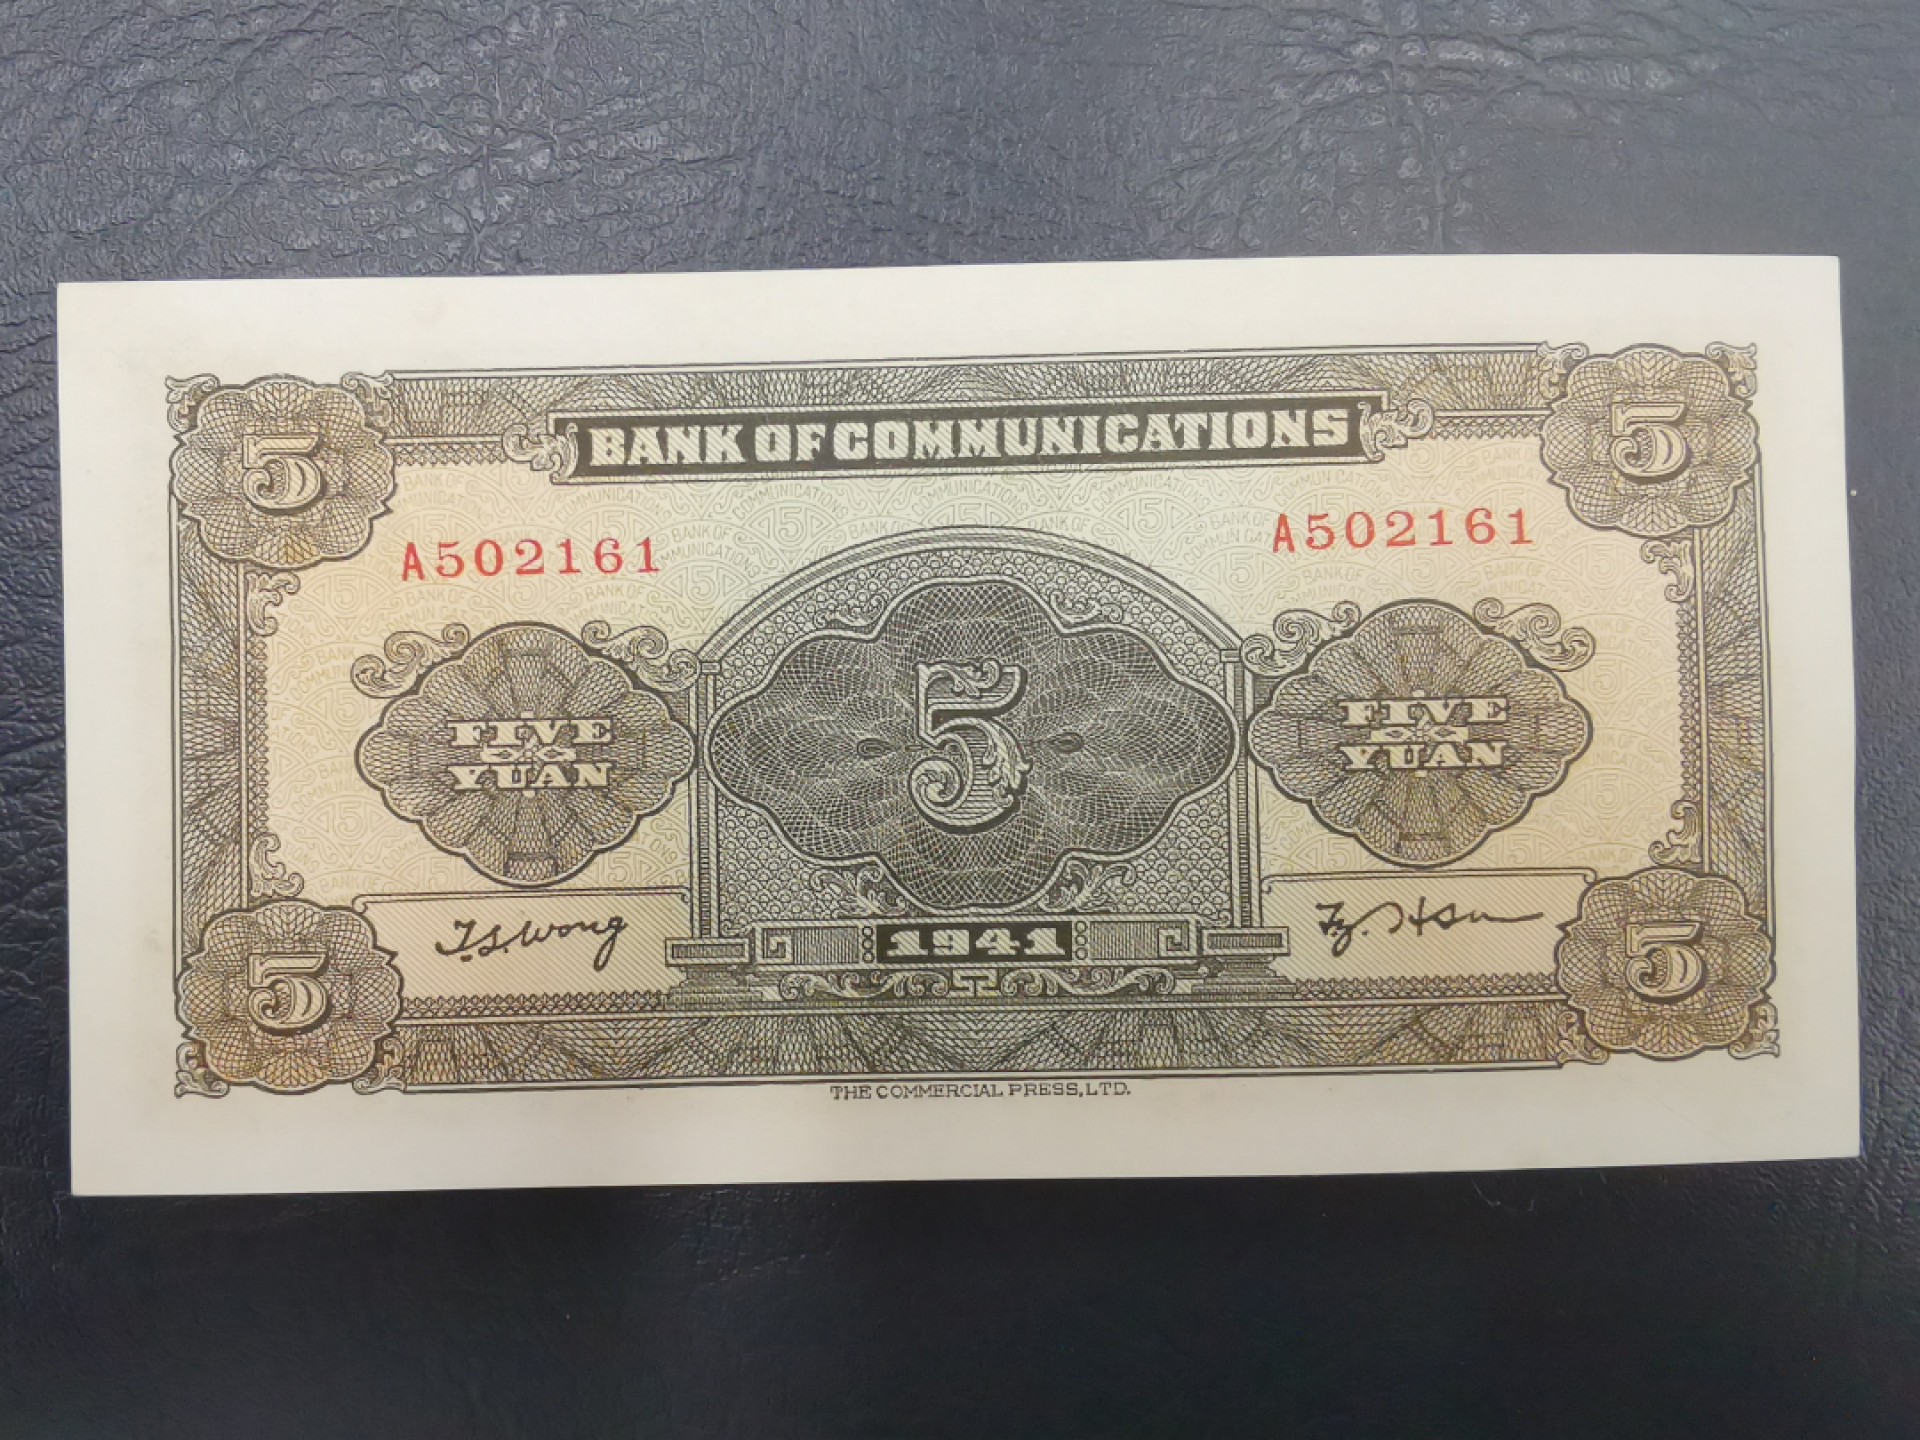 BANK OF COMMUNICATIONS
5 5
A502161 A502161
5
FIVE YUAN
FIVE YUAN
T.S. Wong
1941
Hsu
5 5
THE COMMERCIAL PRESS, LTD.